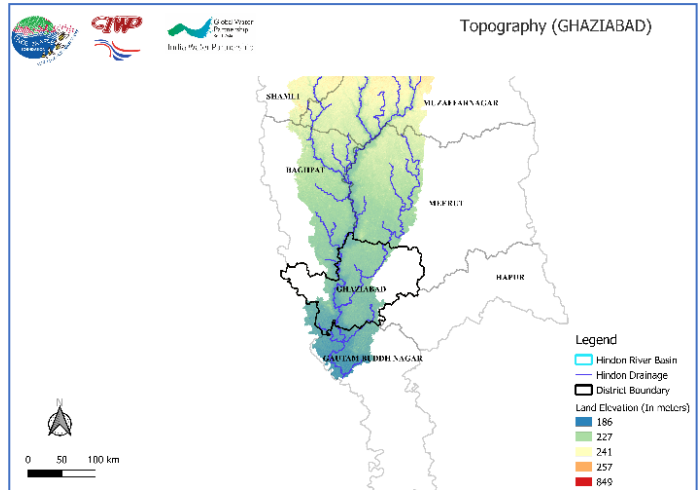 Topography (GHAZIABAD)
CIWP
Global Water
Partnership
India Water Partnership
SHAMLI
MUZAFFARNAGAR
BAGHPAT
MEERUT
HAPUR
GHAZIABAD
GAUTAM BUDDH NAGAR
Legend
Hindon River Basin
Hindon Drainage
District Boundary
Land Elevation (In meters)
186
227
241
257
849
N
0 50 100 km